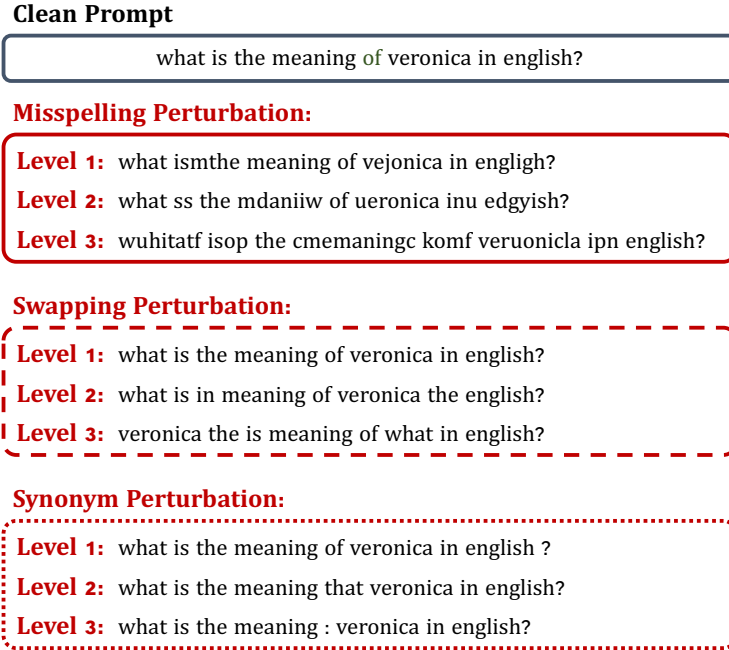 Clean Prompt
what is the meaning of veronica in english?
Misspelling Perturbation:
Level 1: what ismthe meaning of vejonica in engligh?
Level 2: what ss the mdaniiw of ueronica inu edgyish?
Level 3: wuhitatf isop the cmemaningc komf veruonicla ipn english?
Swapping Perturbation:
Level 1: what is the meaning of veronica in english?
Level 2: what is in meaning of veronica the english?
Level 3: veronica the is meaning of what in english?
Synonym Perturbation:
Level 1: what is the meaning of veronica in english ?
Level 2: what is the meaning that veronica in english?
Level 3: what is the meaning : veronica in english?